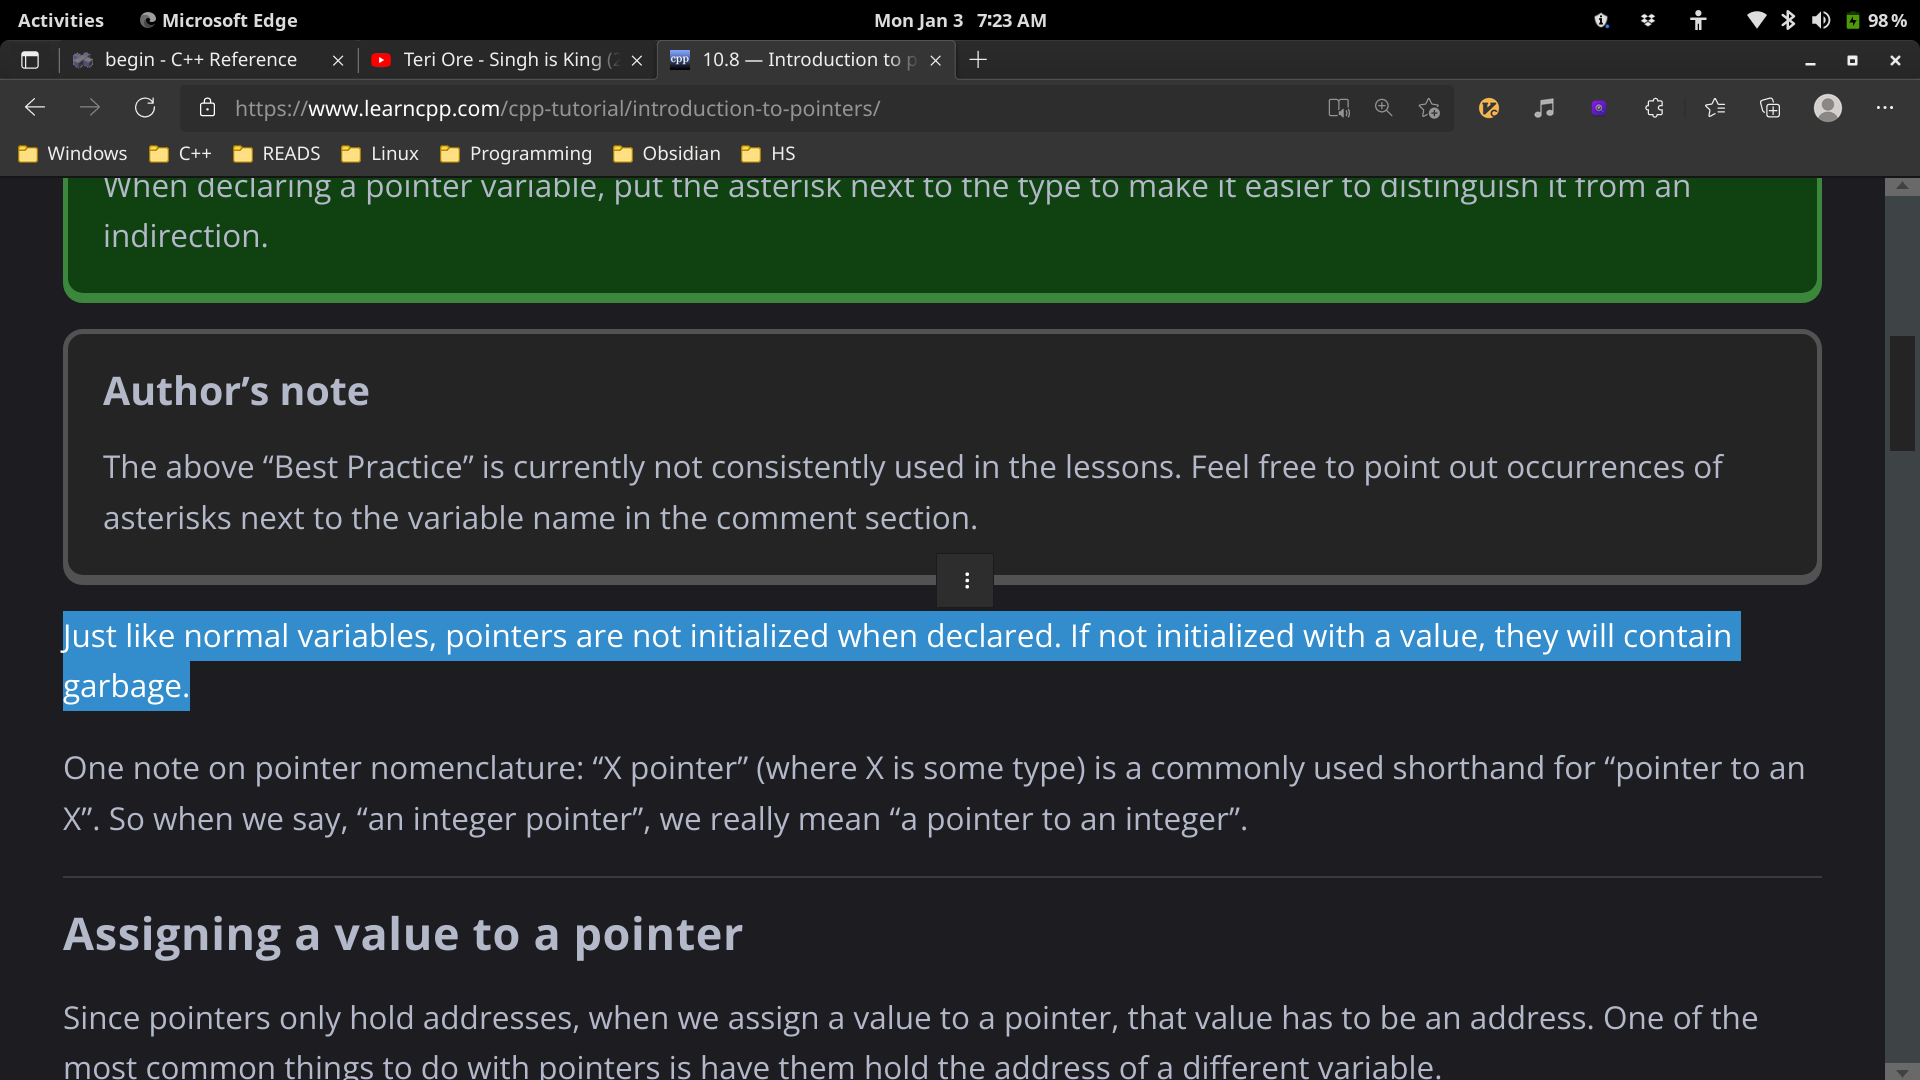 Activities Microsoft Edge Mon Jan 3 7:23 AM 98%
begin - C++ Reference Teri Ore - Singh is King (2 10.8 — Introduction to p
https://www.learncpp.com/cpp-tutorial/introduction-to-pointers/
Windows C++ READS Linux Programming Obsidian HS
When declaring a pointer variable, put the asterisk next to the type to make it easier to distinguish it from an
indirection.
Author’s note
The above “Best Practice” is currently not consistently used in the lessons. Feel free to point out occurrences of
asterisks next to the variable name in the comment section.
Just like normal variables, pointers are not initialized when declared. If not initialized with a value, they will contain
garbage.
One note on pointer nomenclature: “X pointer” (where X is some type) is a commonly used shorthand for “pointer to an
X”. So when we say, “an integer pointer”, we really mean “a pointer to an integer”.
Assigning a value to a pointer
Since pointers only hold addresses, when we assign a value to a pointer, that value has to be an address. One of the
most common things to do with pointers is have them hold the address of a different variable.